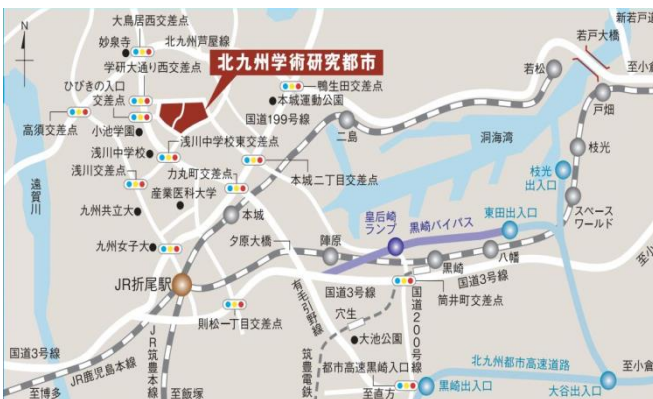 大鳥居西交差点
新若戸道
N
妙泉寺
北九州芦屋線
若戸大橋
学研大通り西交差点
北九州学術研究都市
至小倉
ひびきの入口
交差点
鴨生田交差点
若松
本城運動公園
戸畑
高須交差点
小池学園
国道199号線
二島
洞海湾
浅川中学校東交差点
枝光
浅川中学校
浅川交差点
力丸町交差点
本城二丁目交差点
枝光
出入口
遠賀川
産業医科大学
皇后崎
ランプ
黒崎バイパス
東田出入口
スペース
ワールド
九州共立大
本城
夕原大橋
陣原
九州女子大
黒崎
八幡
至小
JR折尾駅
国道3号線
国道3号線
筒井町交差点
有毛引野線
穴生
国道200号線
則松一丁目交差点
大池公園
国道3号線
JR鹿児島本線
JR筑豊本線
筑豊電鉄
都市高速黒崎入口
北九州都市高速道路
至小倉
至博多
至飯塚
至直方
黒崎出入口
大谷出入口